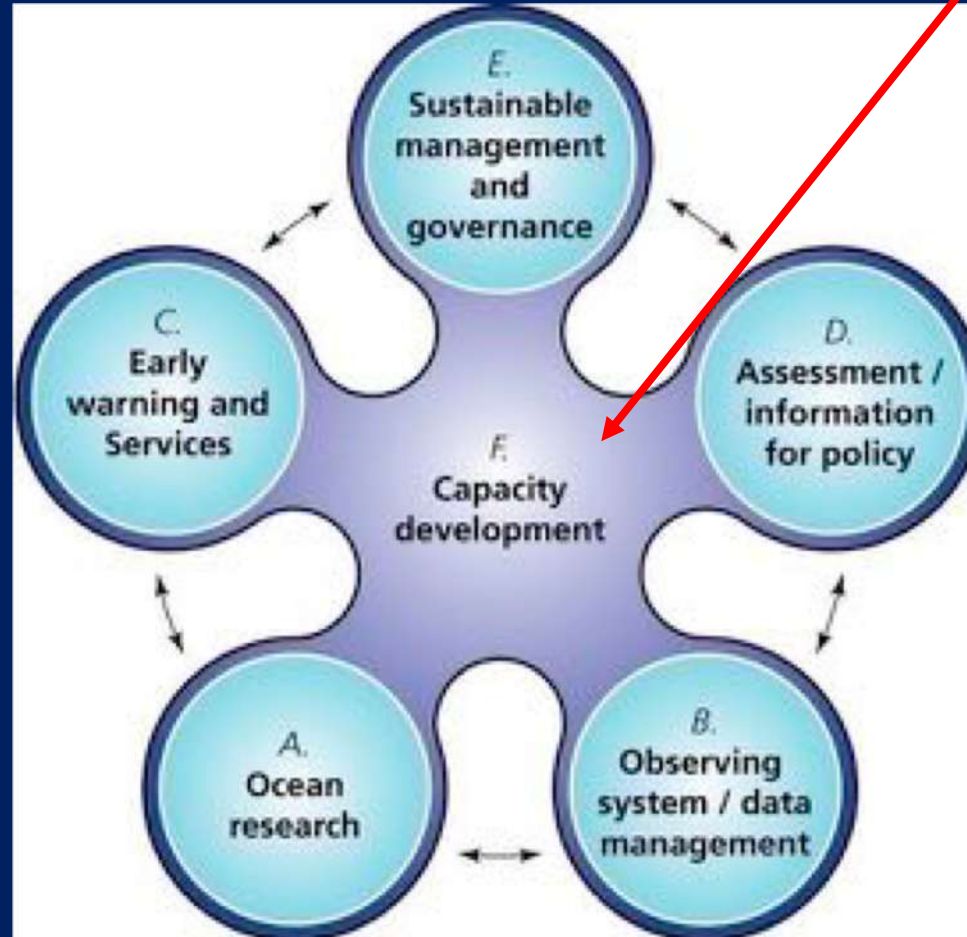 E.
Sustainable
management
and
governance
C.
Early
warning and
Services
D.
Assessment /
information
for policy
F.
Capacity
development
A.
Ocean
research
B.
Observing
system / data
management